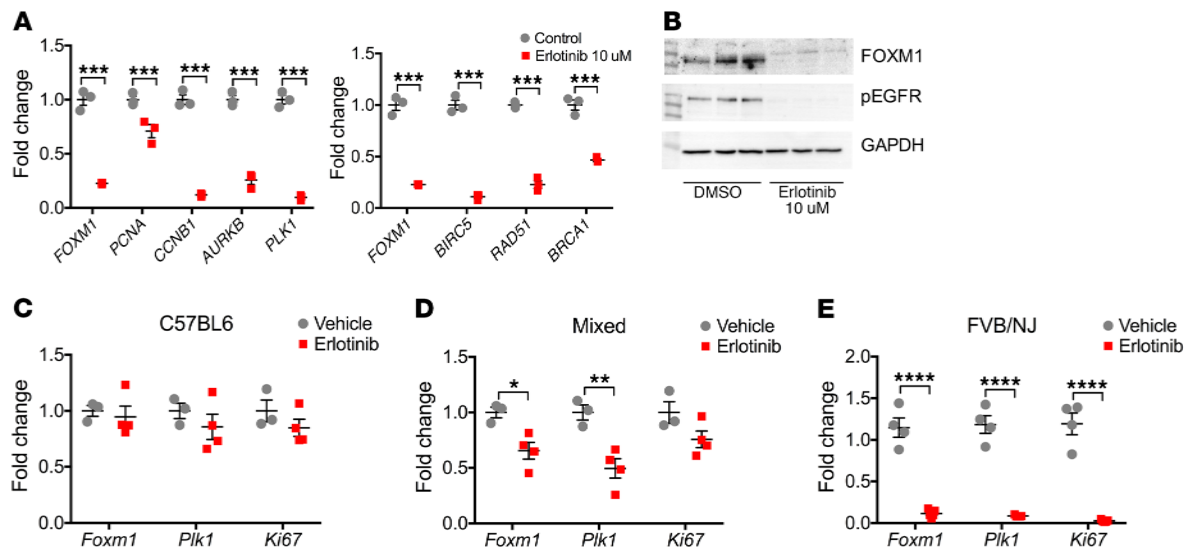 A
Control
Erlotinib 10 uM
Fold change
1.5
1.0
0.5
0.0
***
***
***
***
***
FOXM1
PCNA
CCNB1
AURKB
PLK1
Fold change
1.5
1.0
0.5
0.0
***
***
***
***
FOXM1
BIRC5
RAD51
BRCA1
B
FOXM1
pEGFR
GAPDH
DMSO
Erlotinib
10 uM
C
C57BL6
Vehicle
Erlotinib
Fold change
1.5
1.0
0.5
0.0
Foxm1
Plk1
Ki67
D
Mixed
Vehicle
Erlotinib
Fold change
1.5
1.0
0.5
0.0
*
**
Foxm1
Plk1
Ki67
E
FVB/NJ
Vehicle
Erlotinib
Fold change
2.0
1.5
1.0
0.5
0.0
****
****
****
Foxm1
Plk1
Ki67